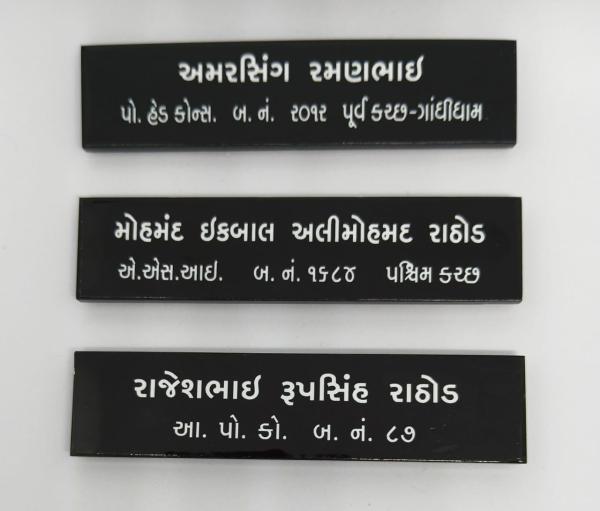 અમરસિંગ રમણભાઇ
પો. હેડ કોન્સ. બ. નં. ૨૦૧૨ પૂર્વ કચ્છ-ગાંધીધામ
મોહમંદ ઇકબાલ અલીમોહમદ રાઠોડ
એ.એસ.આઇ. બ. નં. ૧૬૮૪ પશ્ચિમ કચ્છ
રાજેશભાઇ રૂપસિંહ રાઠોડ
આ. પો. કો. બ. નં. ૮૭